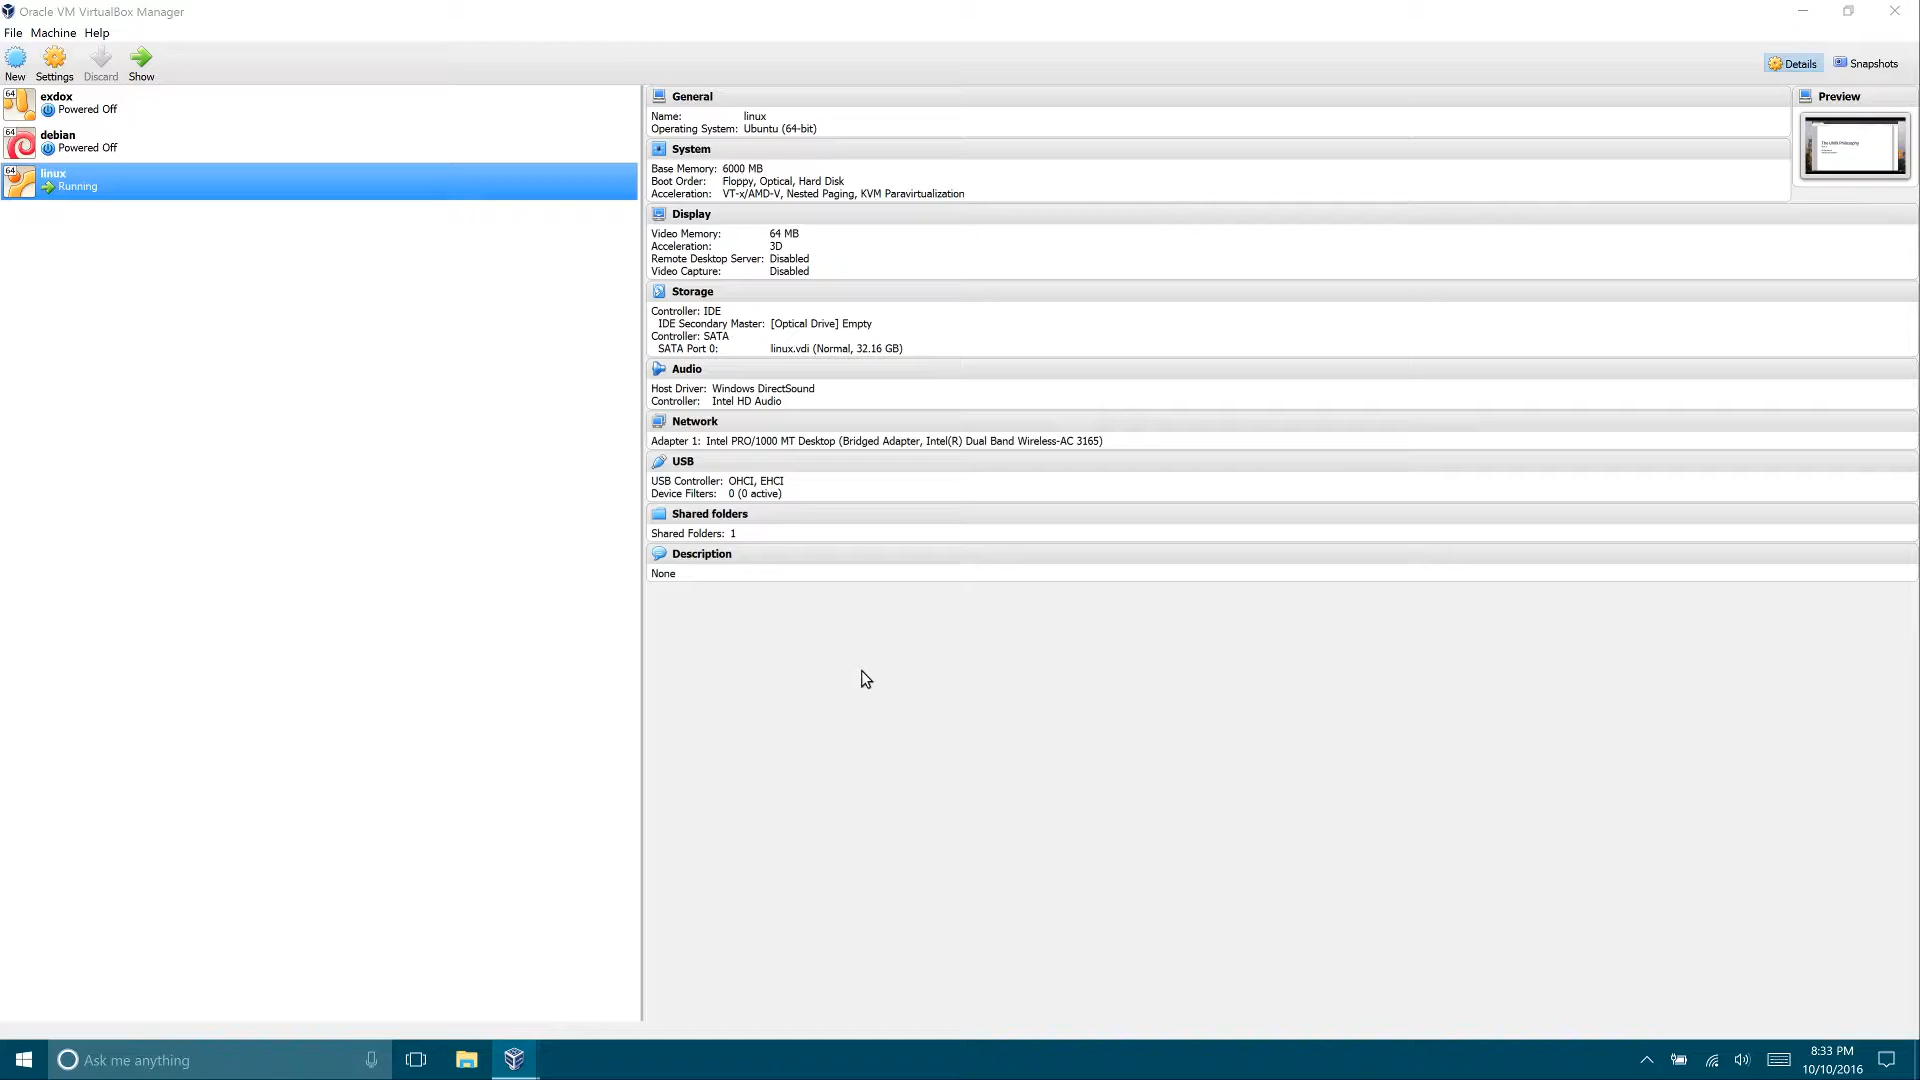 Oracle VM VirtualBox Manager
File Machine Help
New Settings Discard Show
Details Snapshots
64 exdox
Powered Off
64 debian
Powered Off
64 linux
Running
General
Name: linux
Operating System: Ubuntu (64-bit)
System
Base Memory: 6000 MB
Boot Order: Floppy, Optical, Hard Disk
Acceleration: VT-x/AMD-V, Nested Paging, KVM Paravirtualization
Display
Video Memory: 64 MB
Acceleration: 3D
Remote Desktop Server: Disabled
Video Capture: Disabled
Storage
Controller: IDE
IDE Secondary Master: [Optical Drive] Empty
Controller: SATA
SATA Port 0: linux.vdi (Normal, 32.16 GB)
Audio
Host Driver: Windows DirectSound
Controller: Intel HD Audio
Network
Adapter 1: Intel PRO/1000 MT Desktop (Bridged Adapter, Intel(R) Dual Band Wireless-AC 3165)
USB
USB Controller: OHCI, EHCI
Device Filters: 0 (0 active)
Shared folders
Shared Folders: 1
Description
None
Preview
The UNIX Philosophy
Ask me anything
8:33 PM
10/10/2016